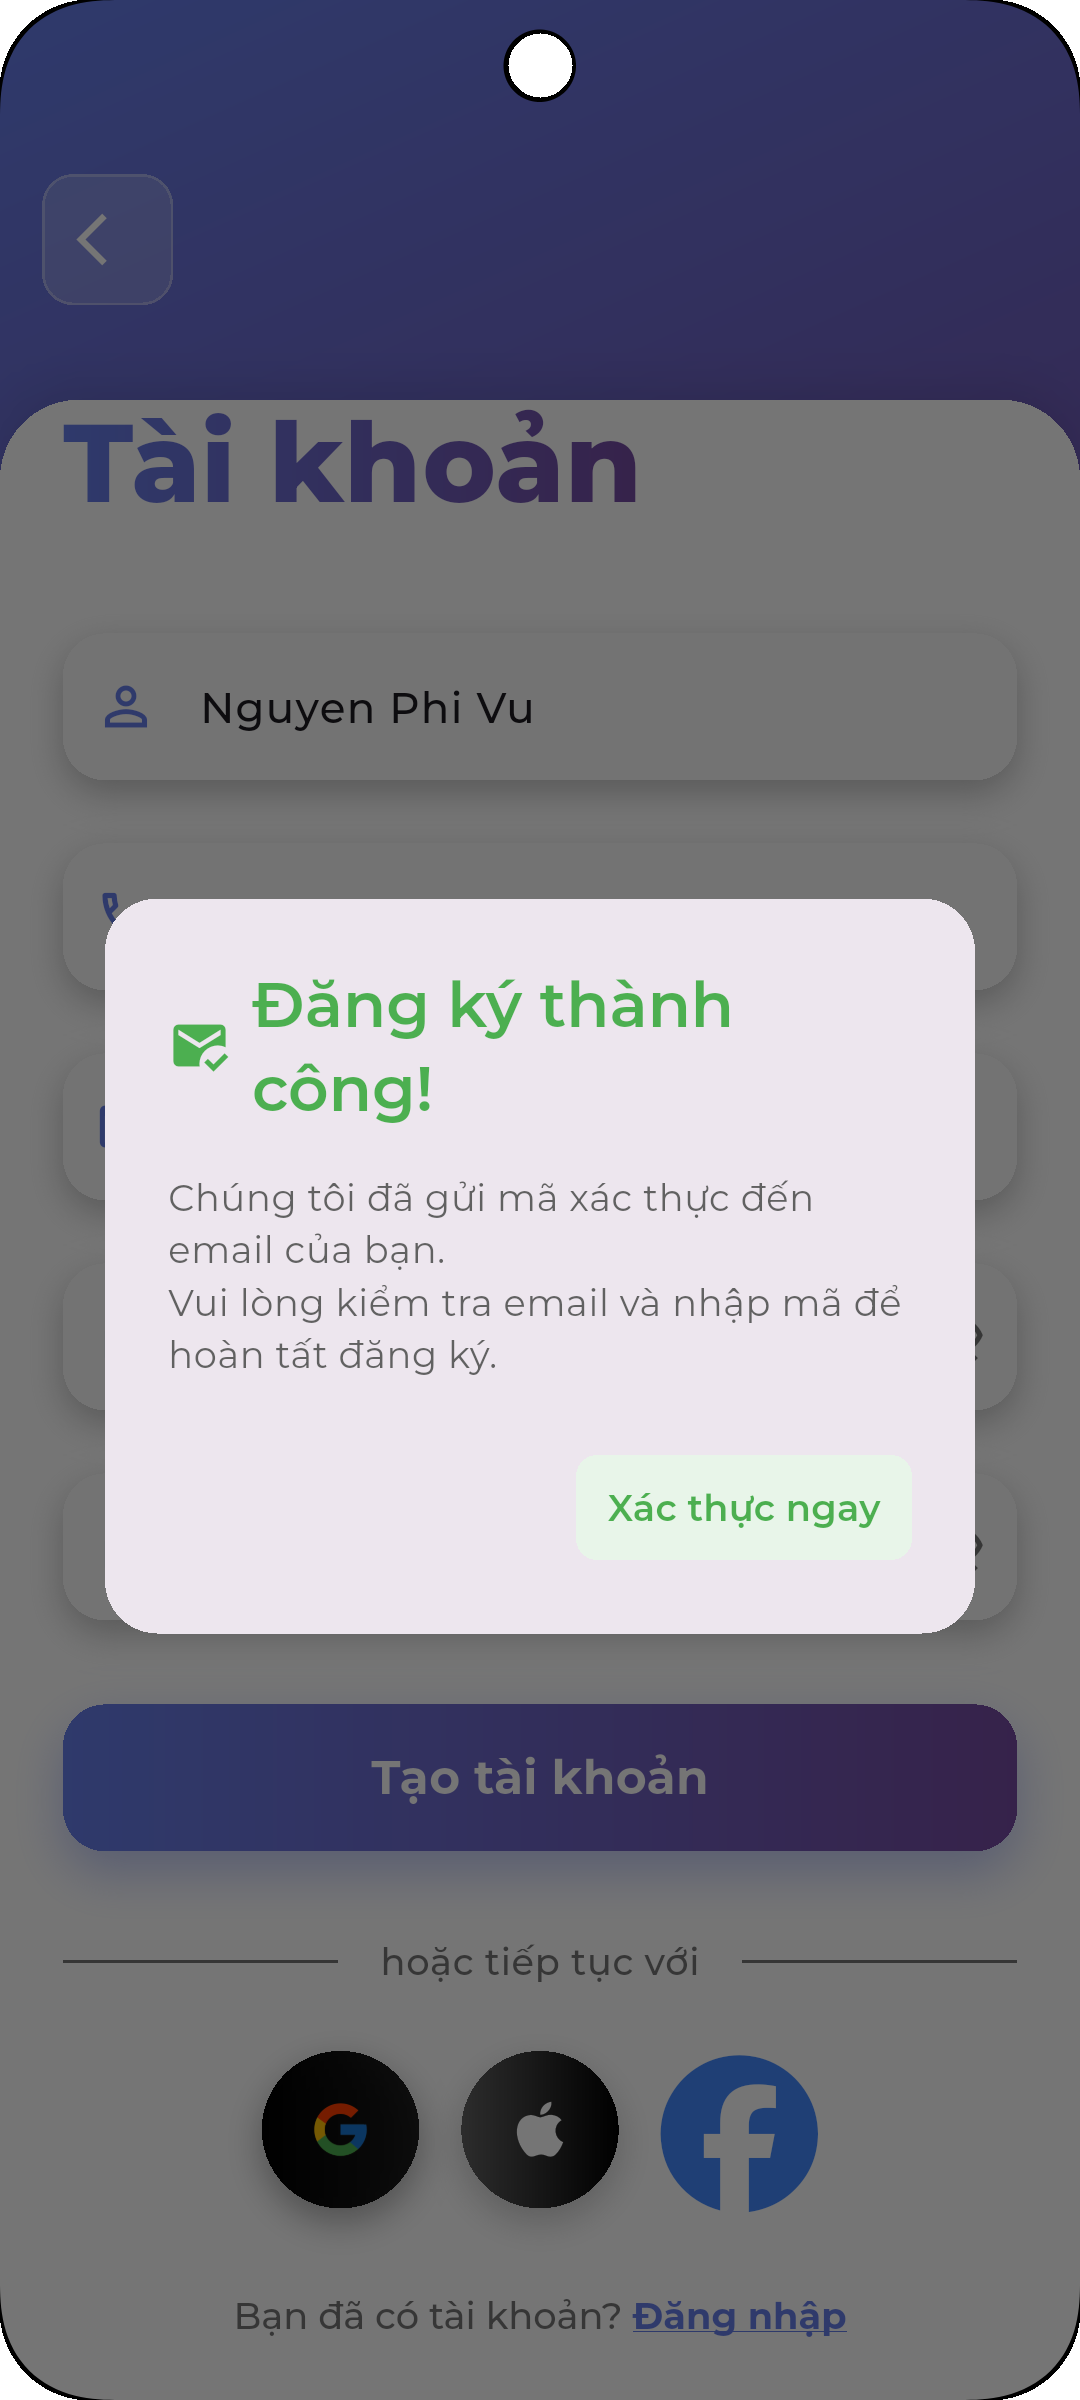 Tài khoản
Nguyen Phi Vu
Đăng ký thành
công!
Chúng tôi đã gửi mã xác thực đến
email của bạn.
Vui lòng kiểm tra email và nhập mã để
hoàn tất đăng ký.
Xác thực ngay
Tạo tài khoản
hoặc tiếp tục với
Bạn đã có tài khoản? Đăng nhập